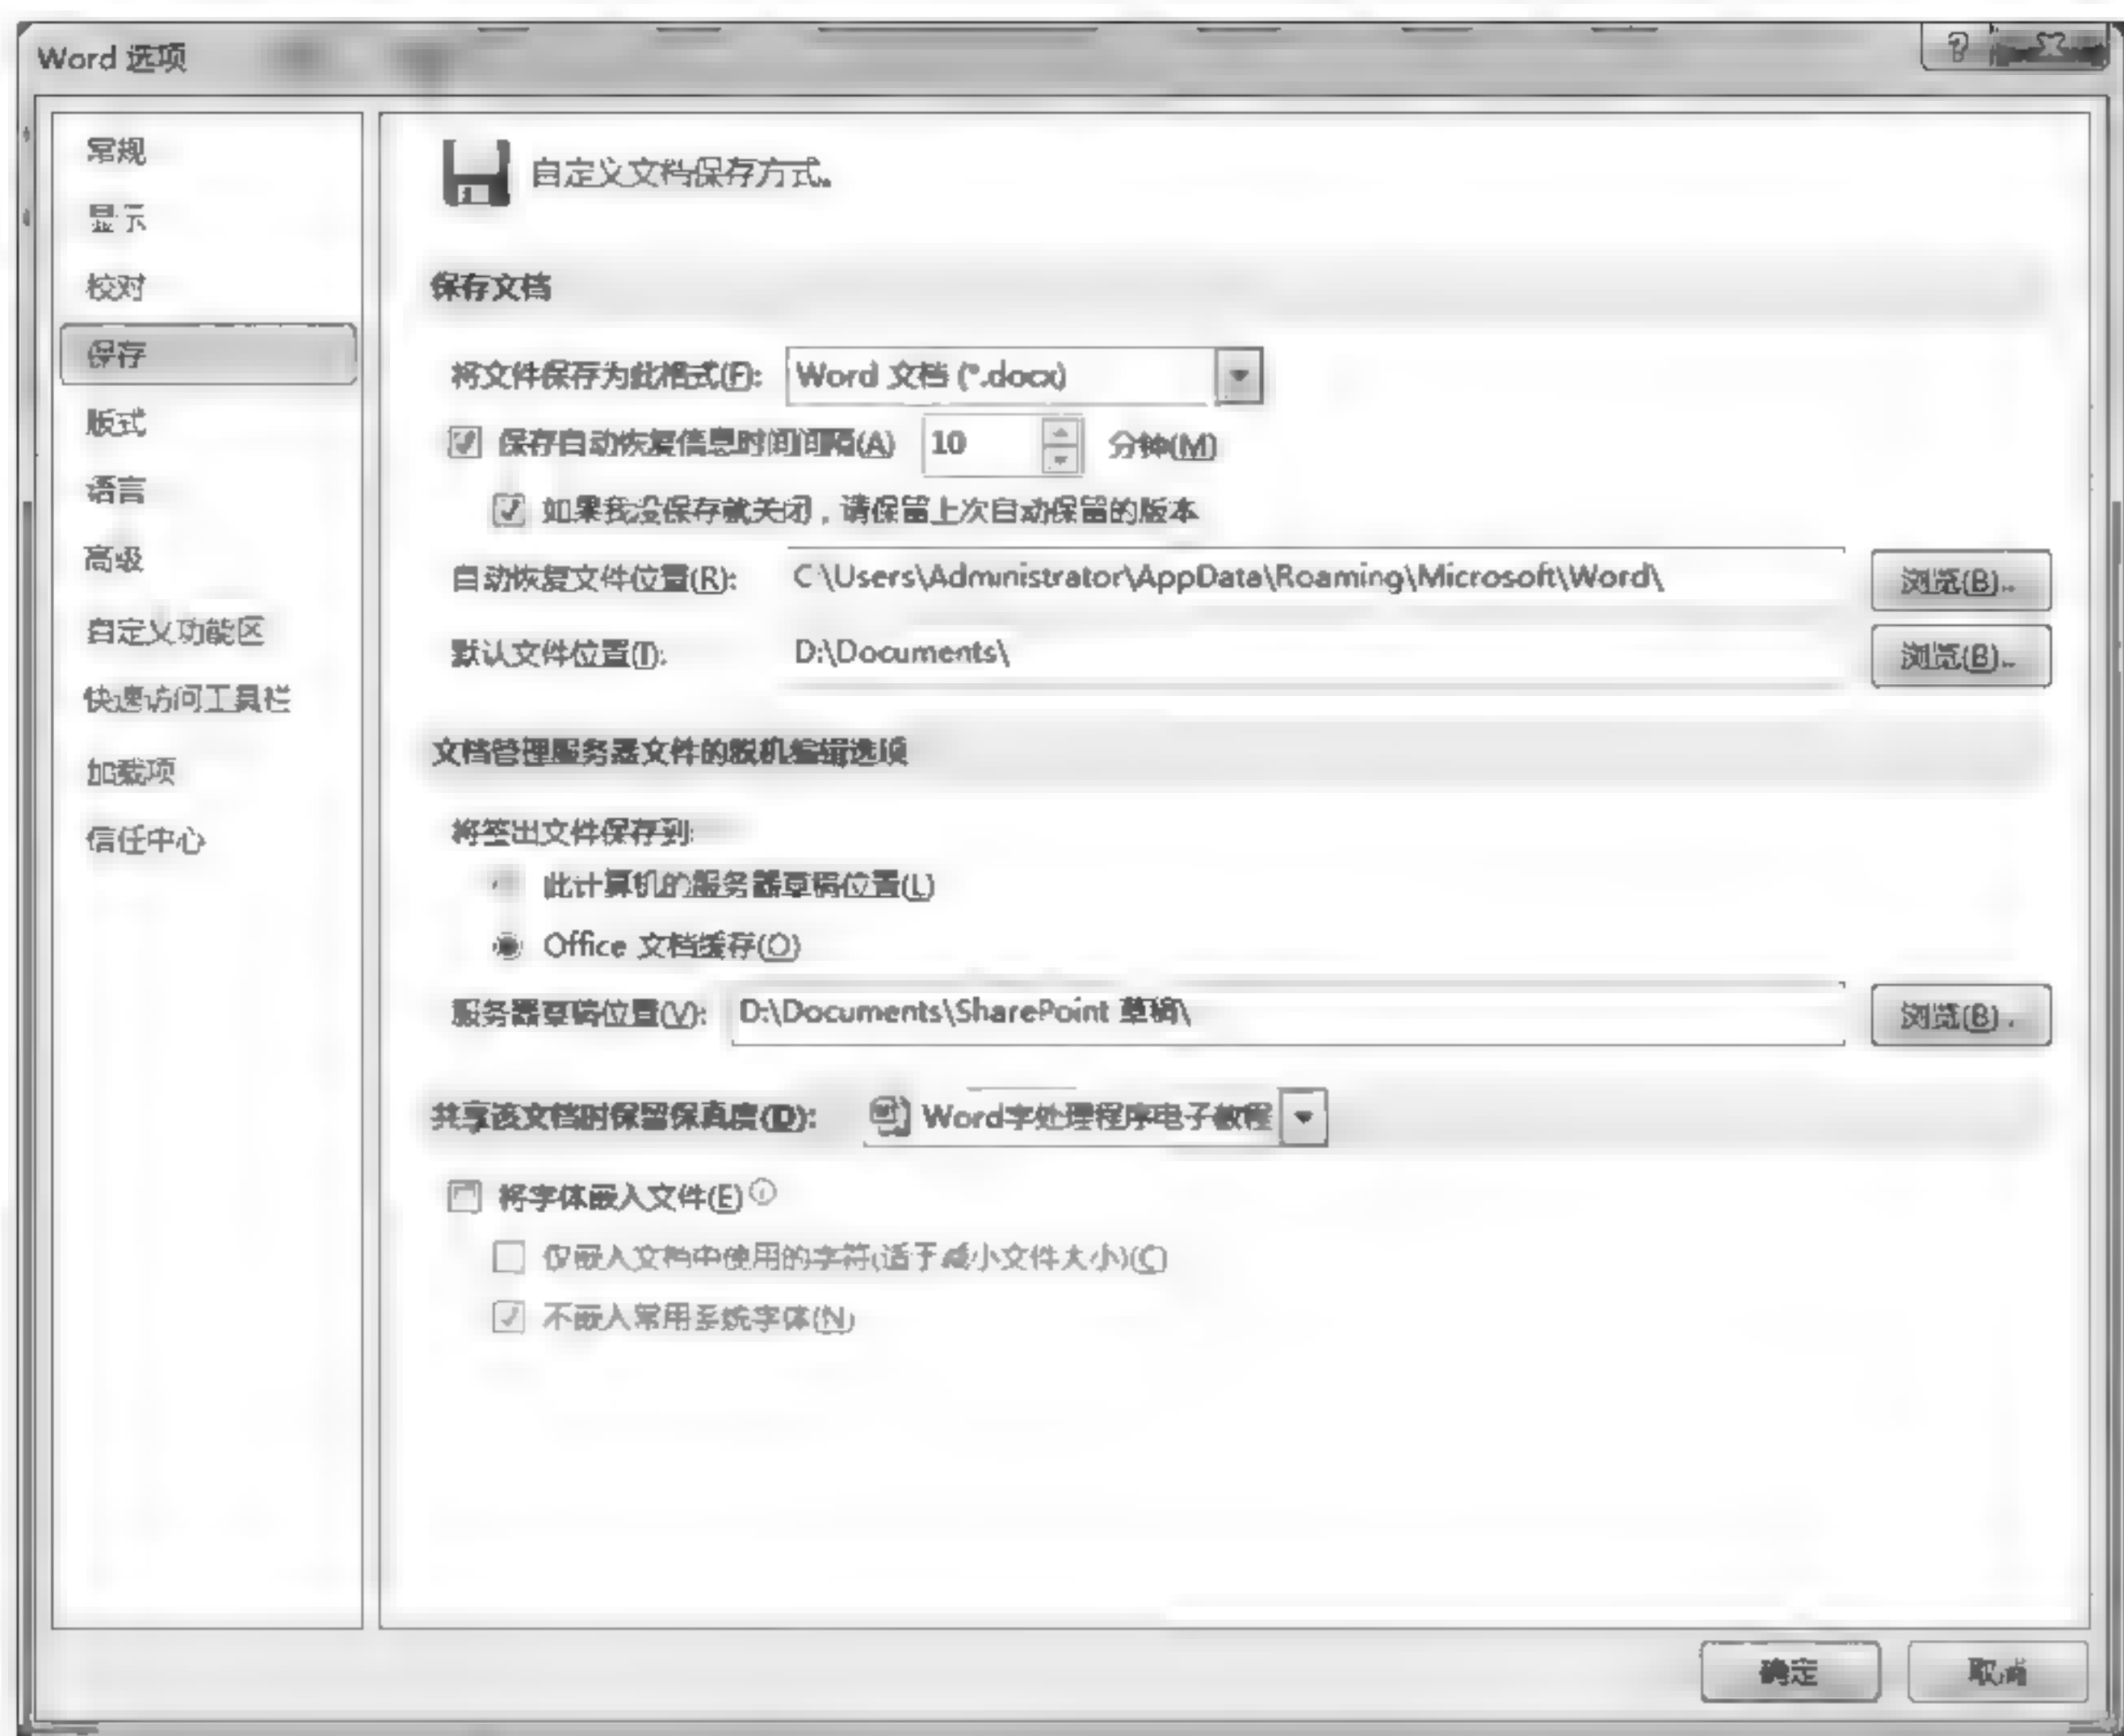 Word 选项
常规
显示
校对
保存
版式
语言
高级
自定义功能区
快速访问工具栏
加载项
信任中心
自定义文档保存方式。
保存文档
将文件保存为此格式(F): Word 文档 (*.docx)
保存自动恢复信息时间间隔(A) 10 分钟(M)
如果我没保存就关闭，请保留上次自动保留的版本
自动恢复文件位置(R): C:\Users\Administrator\AppData\Roaming\Microsoft\Word\ 浏览(B)...
默认文件位置(I): D:\Documents\ 浏览(B)...
文档管理服务器文件的脱机编辑选项
将签出文件保存到:
此计算机的服务器草稿位置(L)
Office 文档缓存(O)
服务器草稿位置(V): D:\Documents\SharePoint 草稿\ 浏览(B)...
共享该文档时保留保真度(D): Word字处理程序电子教程
将字体嵌入文件(E)
仅嵌入文档中使用的字符(适于减小文件大小)(C)
不嵌入常用系统字体(N)
确定 取消